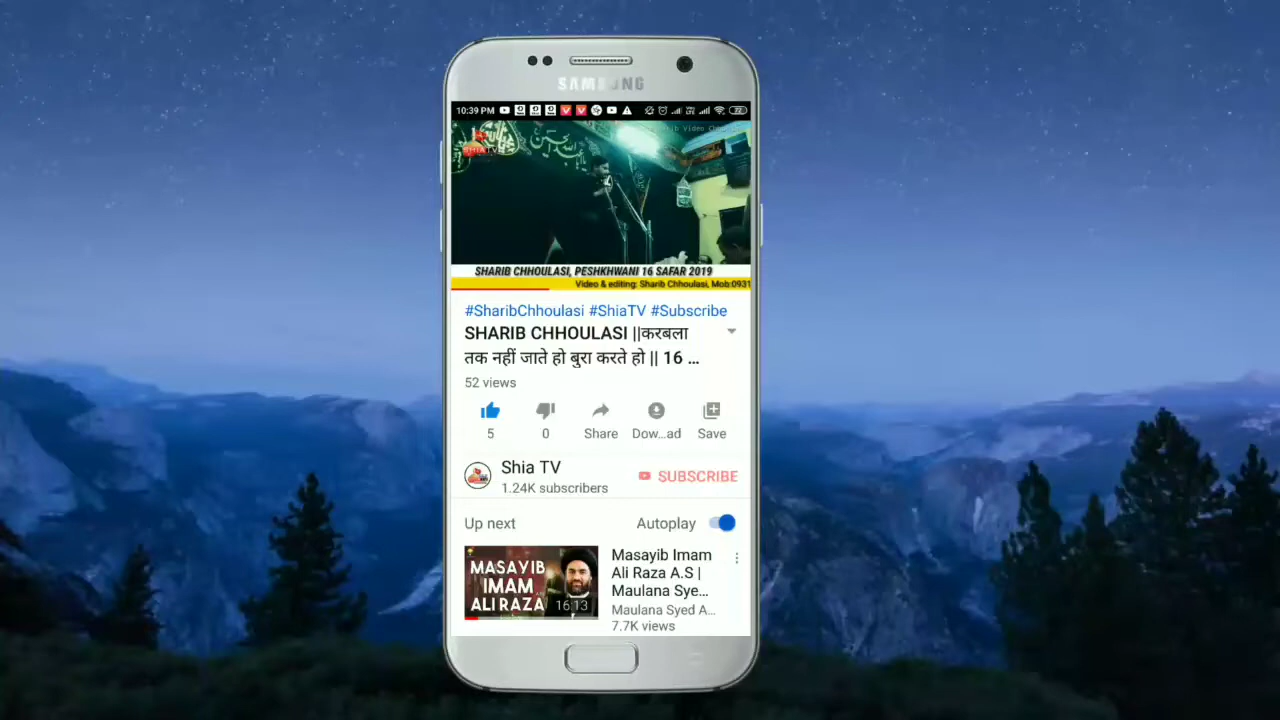 SAMSUNG
10:39 PM
SHIA TV
SHARIB CHHOULASI, PESHKHWANI 16 SAFAR 2019
Video & editing: Sharib Chhoulasi, Mob:0931
#SharibChhoulasi #ShiaTV #Subscribe
SHARIB CHHOULASI ||करबला
तक नहीं जाते हो बुरा करते हो || 16 ...
52 views
5 0 Share Dow...ad Save
Shia TV
SUBSCRIBE
1.24K subscribers
Up next Autoplay
MASAYIB
IMAM
ALI RAZA
16:13
Masayib Imam
Ali Raza A.S |
Maulana Sye...
Maulana Syed A...
7.7K views